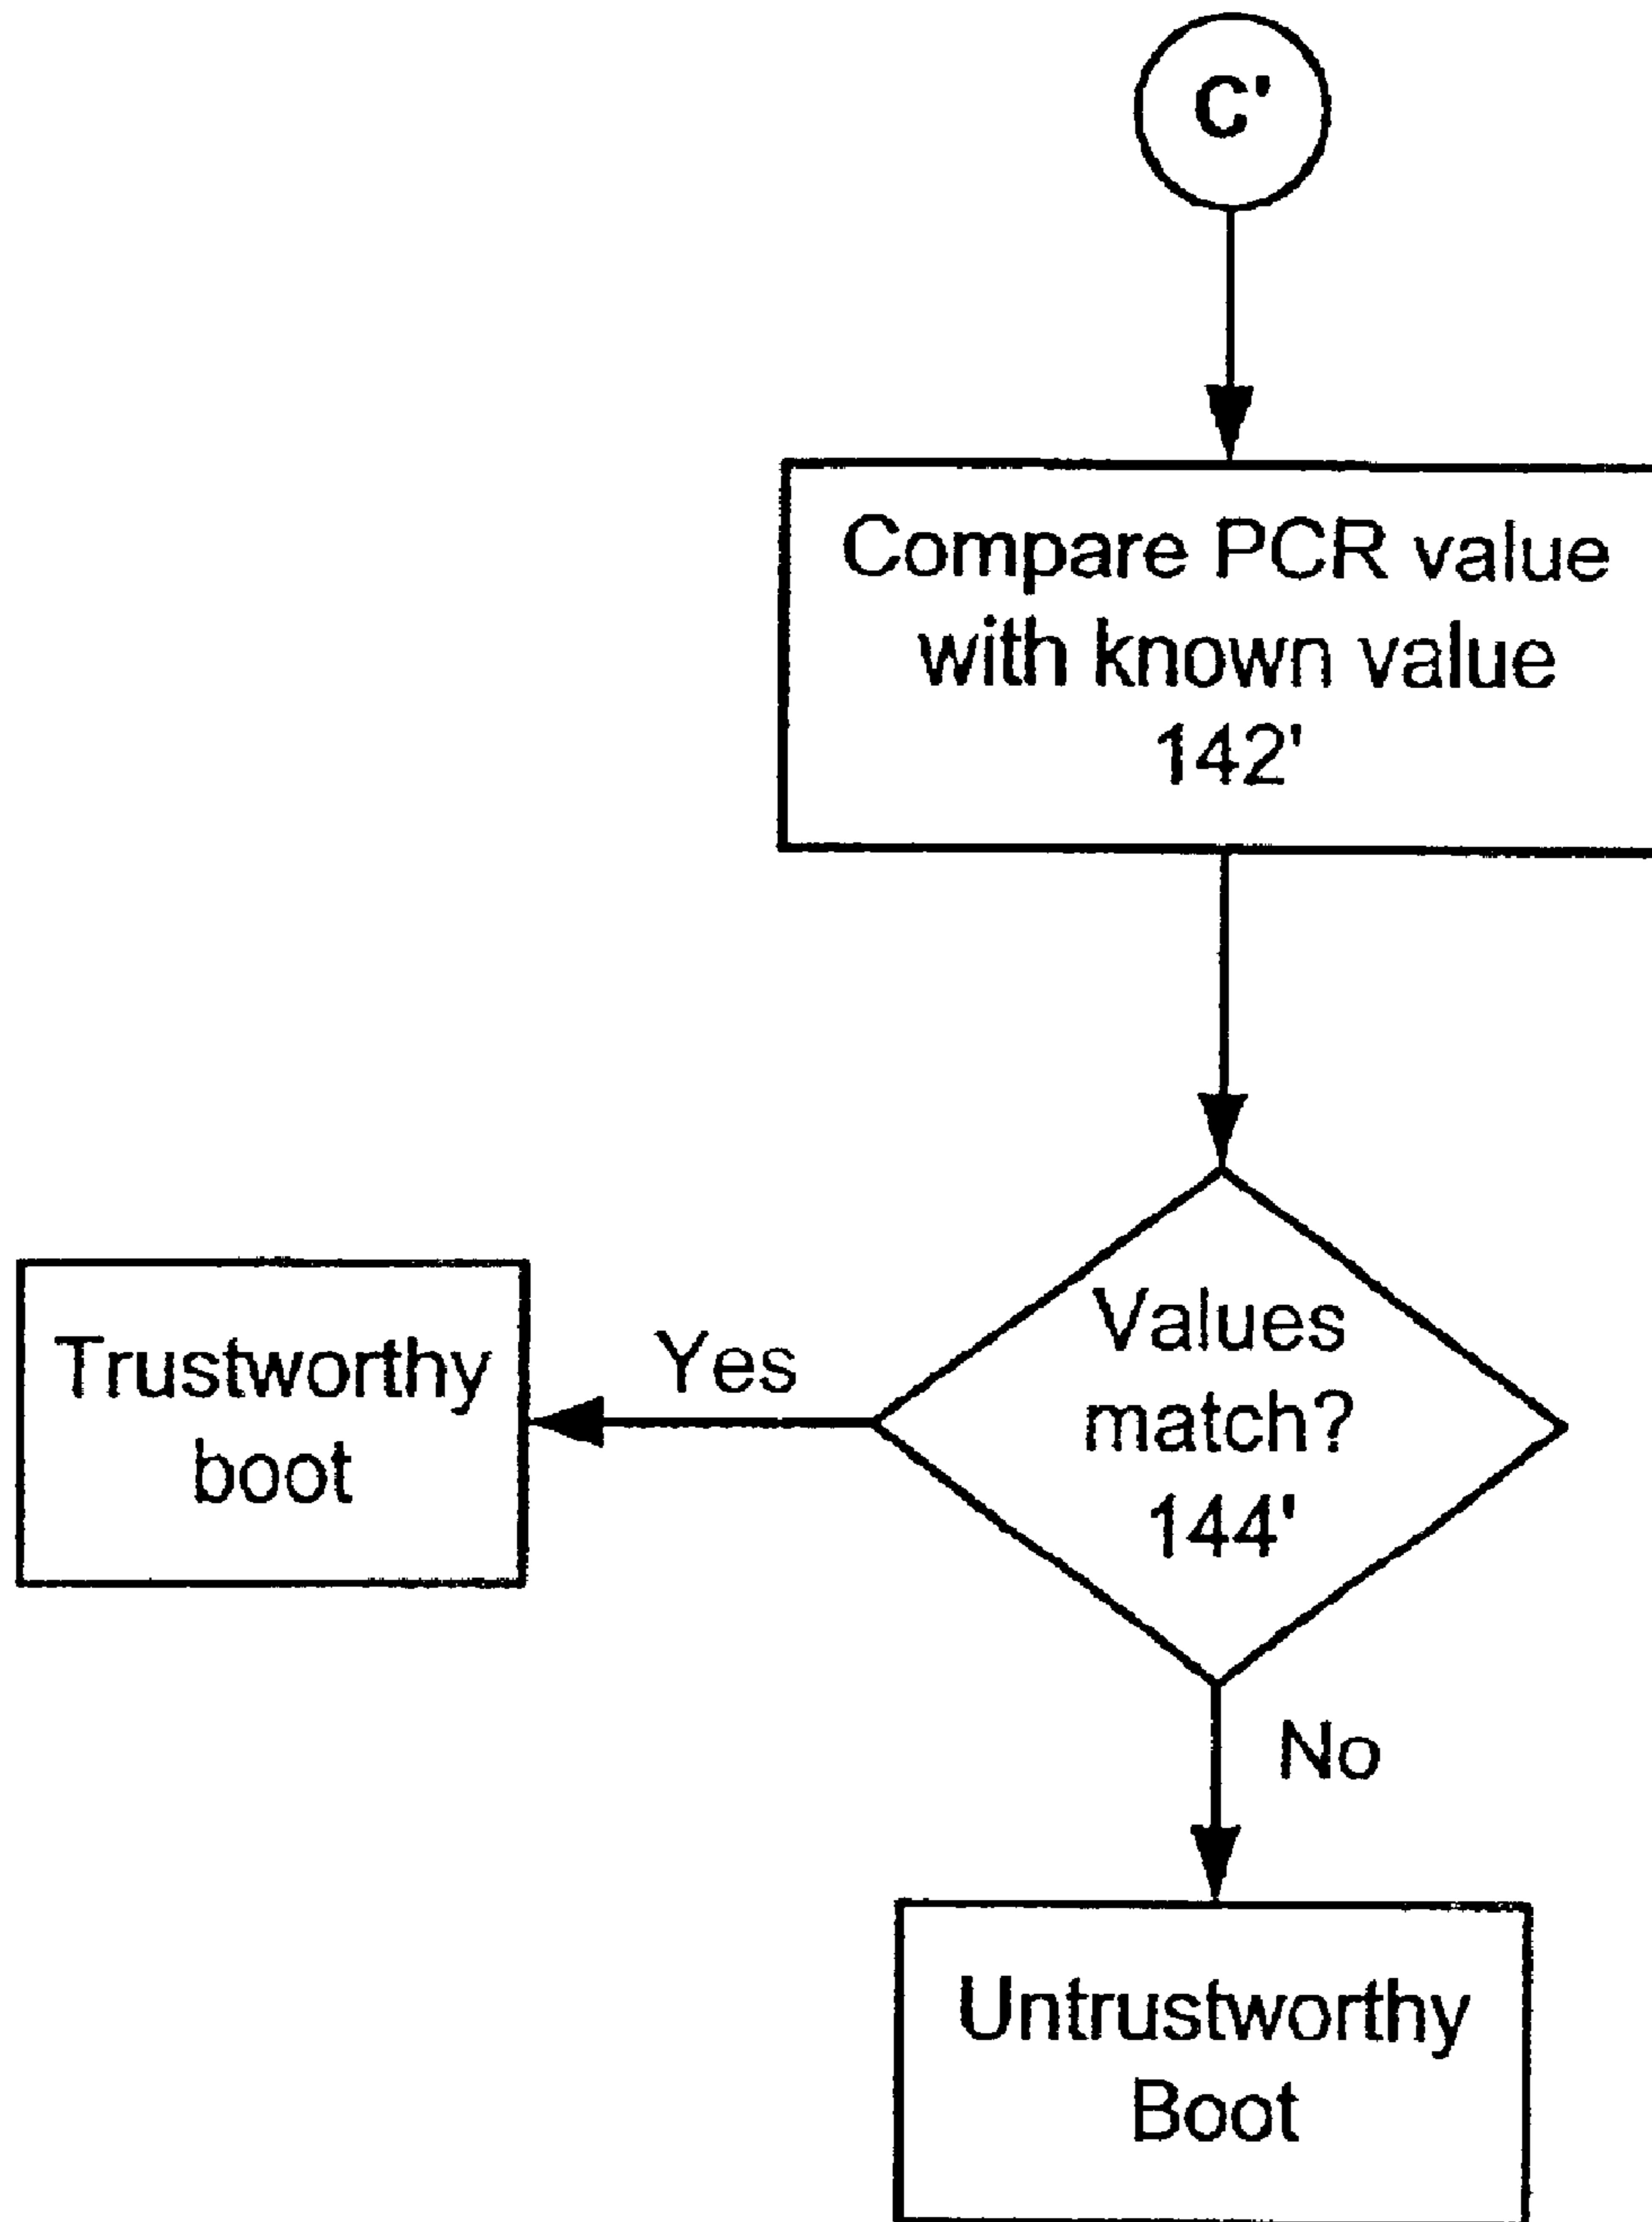 C'
Compare PCR value
with known value
142'
Values
match?
144'
Yes
Trustworthy
boot
No
Untrustworthy
Boot